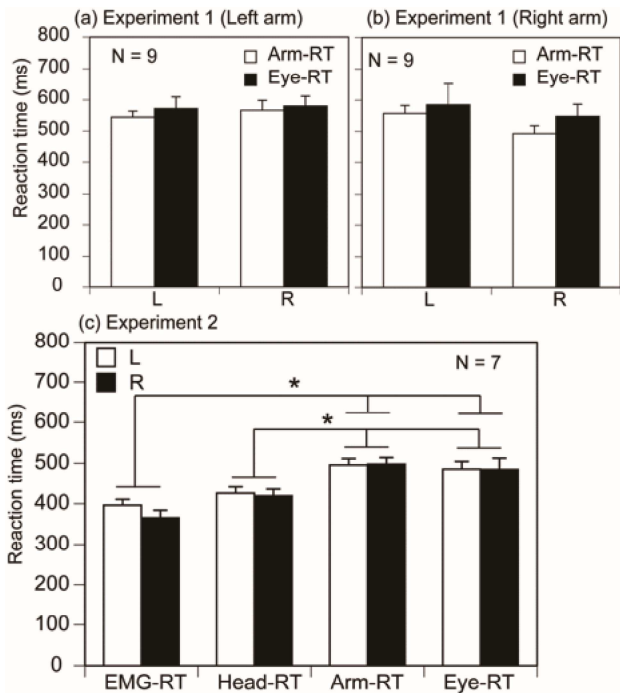 (a) Experiment 1 (Left arm)
(b) Experiment 1 (Right arm)
Reaction time (ms)
800
700
600
500
400
300
200
100
0
N = 9
Arm-RT
Eye-RT
L
R
N = 9
Arm-RT
Eye-RT
L
R
(c) Experiment 2
Reaction time (ms)
800
700
600
500
400
300
200
100
0
L
R
N = 7
*
*
EMG-RT
Head-RT
Arm-RT
Eye-RT